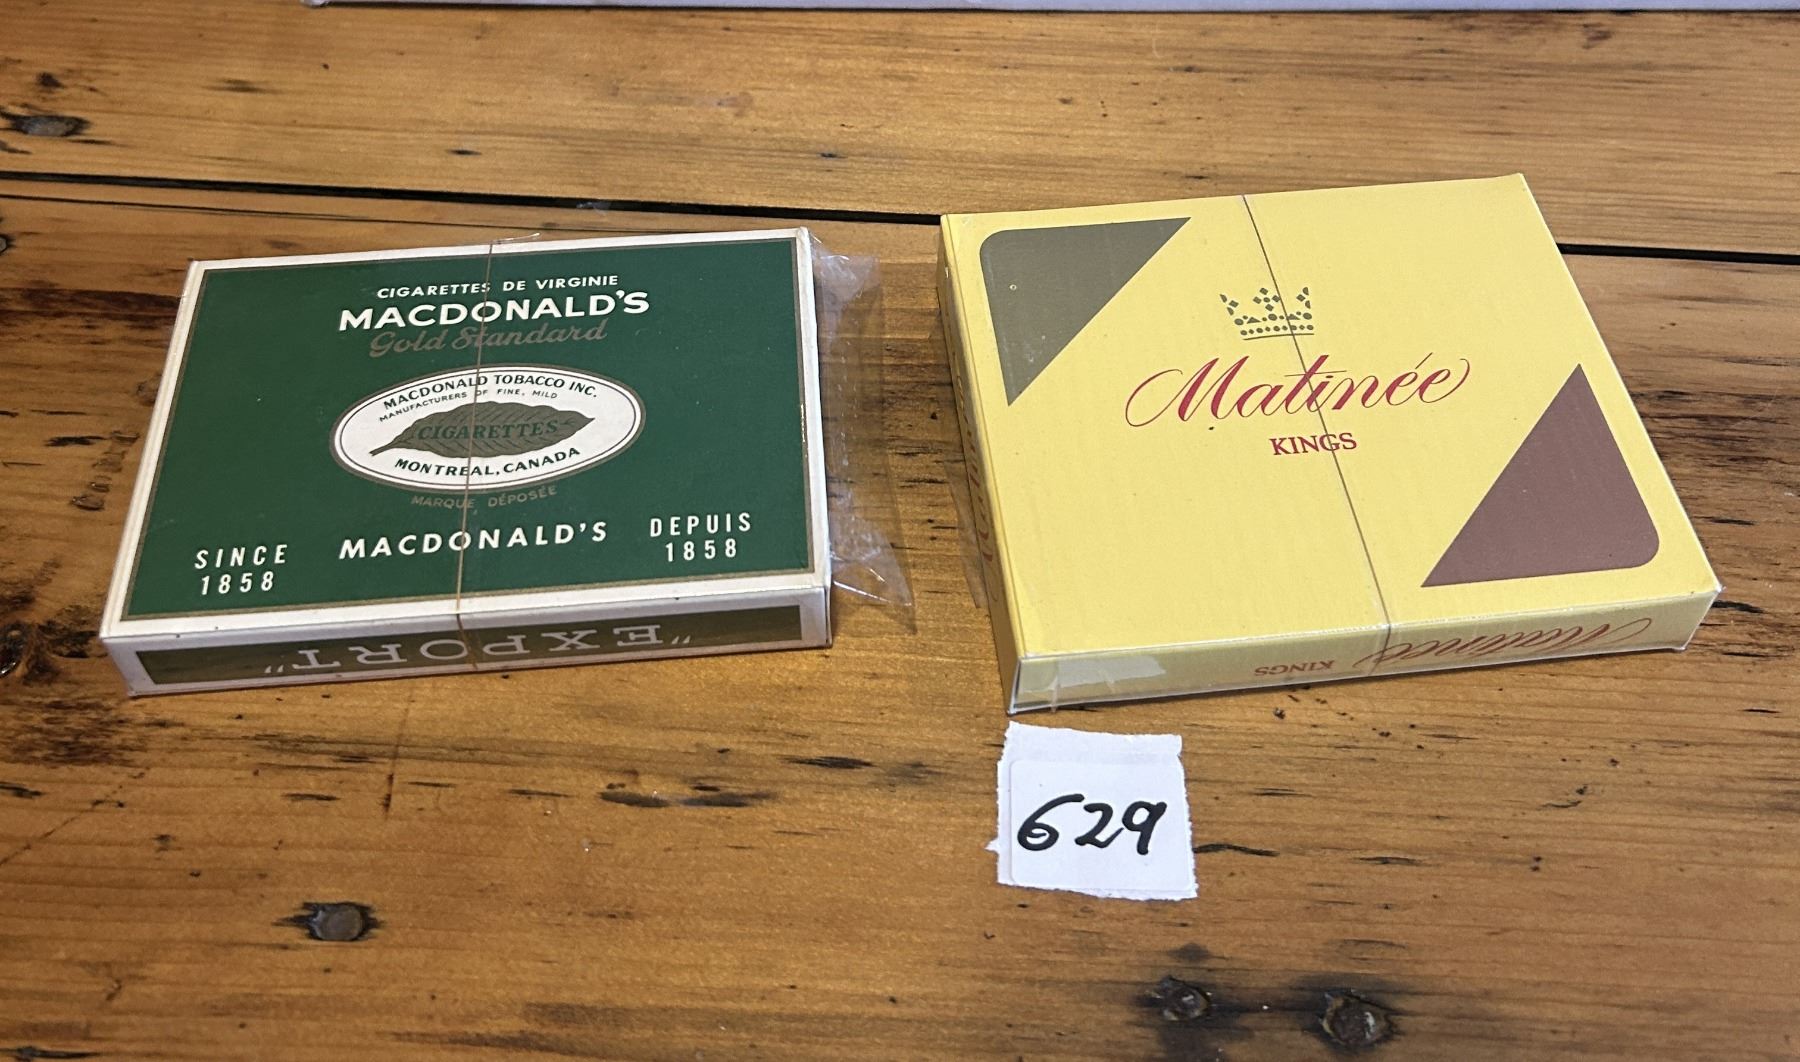 CIGARETTES DE VIRGINIE
MACDONALD'S
Gold Standard
MACDONALD TOBACCO INC.
MANUFACTURERS OF FINE, MILD
CIGARETTES
MONTREAL, CANADA
MARQUE DÉPOSÉE
SINCE
1858
MACDONALD'S
DEPUIS
1858
"EXPORT"
Matinée
KINGS
Matinée KINGS
629